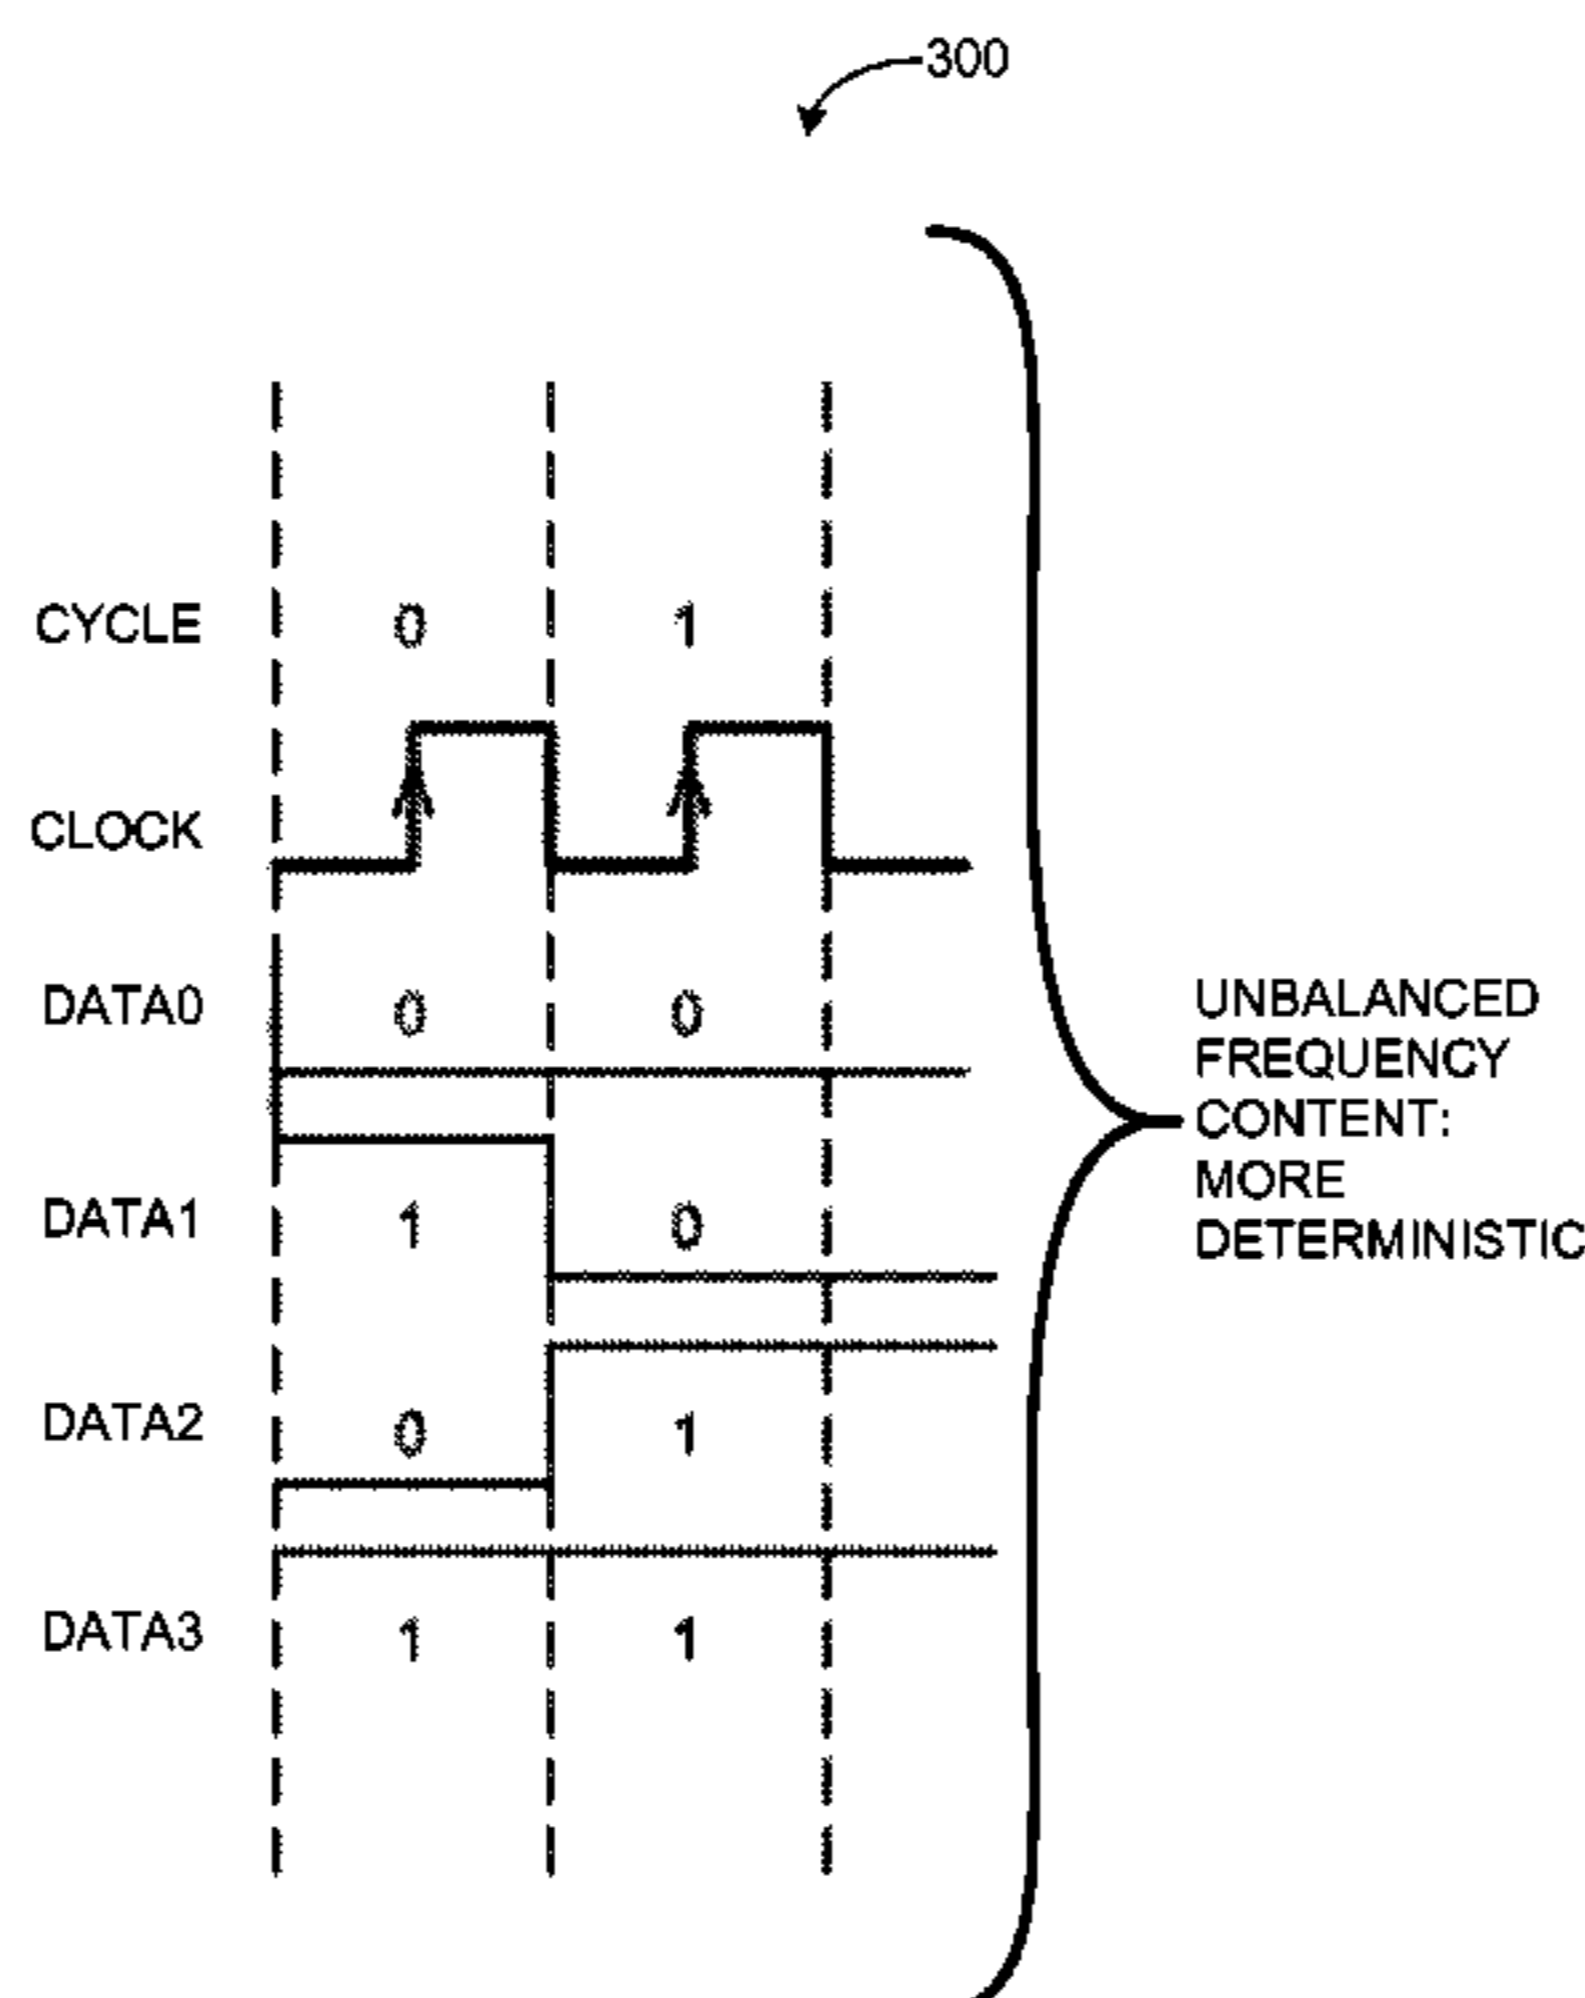 300
CYCLE 0 1
CLOCK
DATA0 0 0
DATA1 1 0
DATA2 0 1
DATA3 1 1
UNBALANCED
FREQUENCY
CONTENT:
MORE
DETERMINISTIC